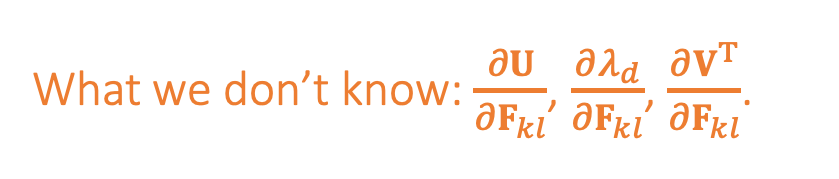 What we don’t know: ∂U/∂F_kl, ∂λ_d/∂F_kl, ∂V^T/∂F_kl.